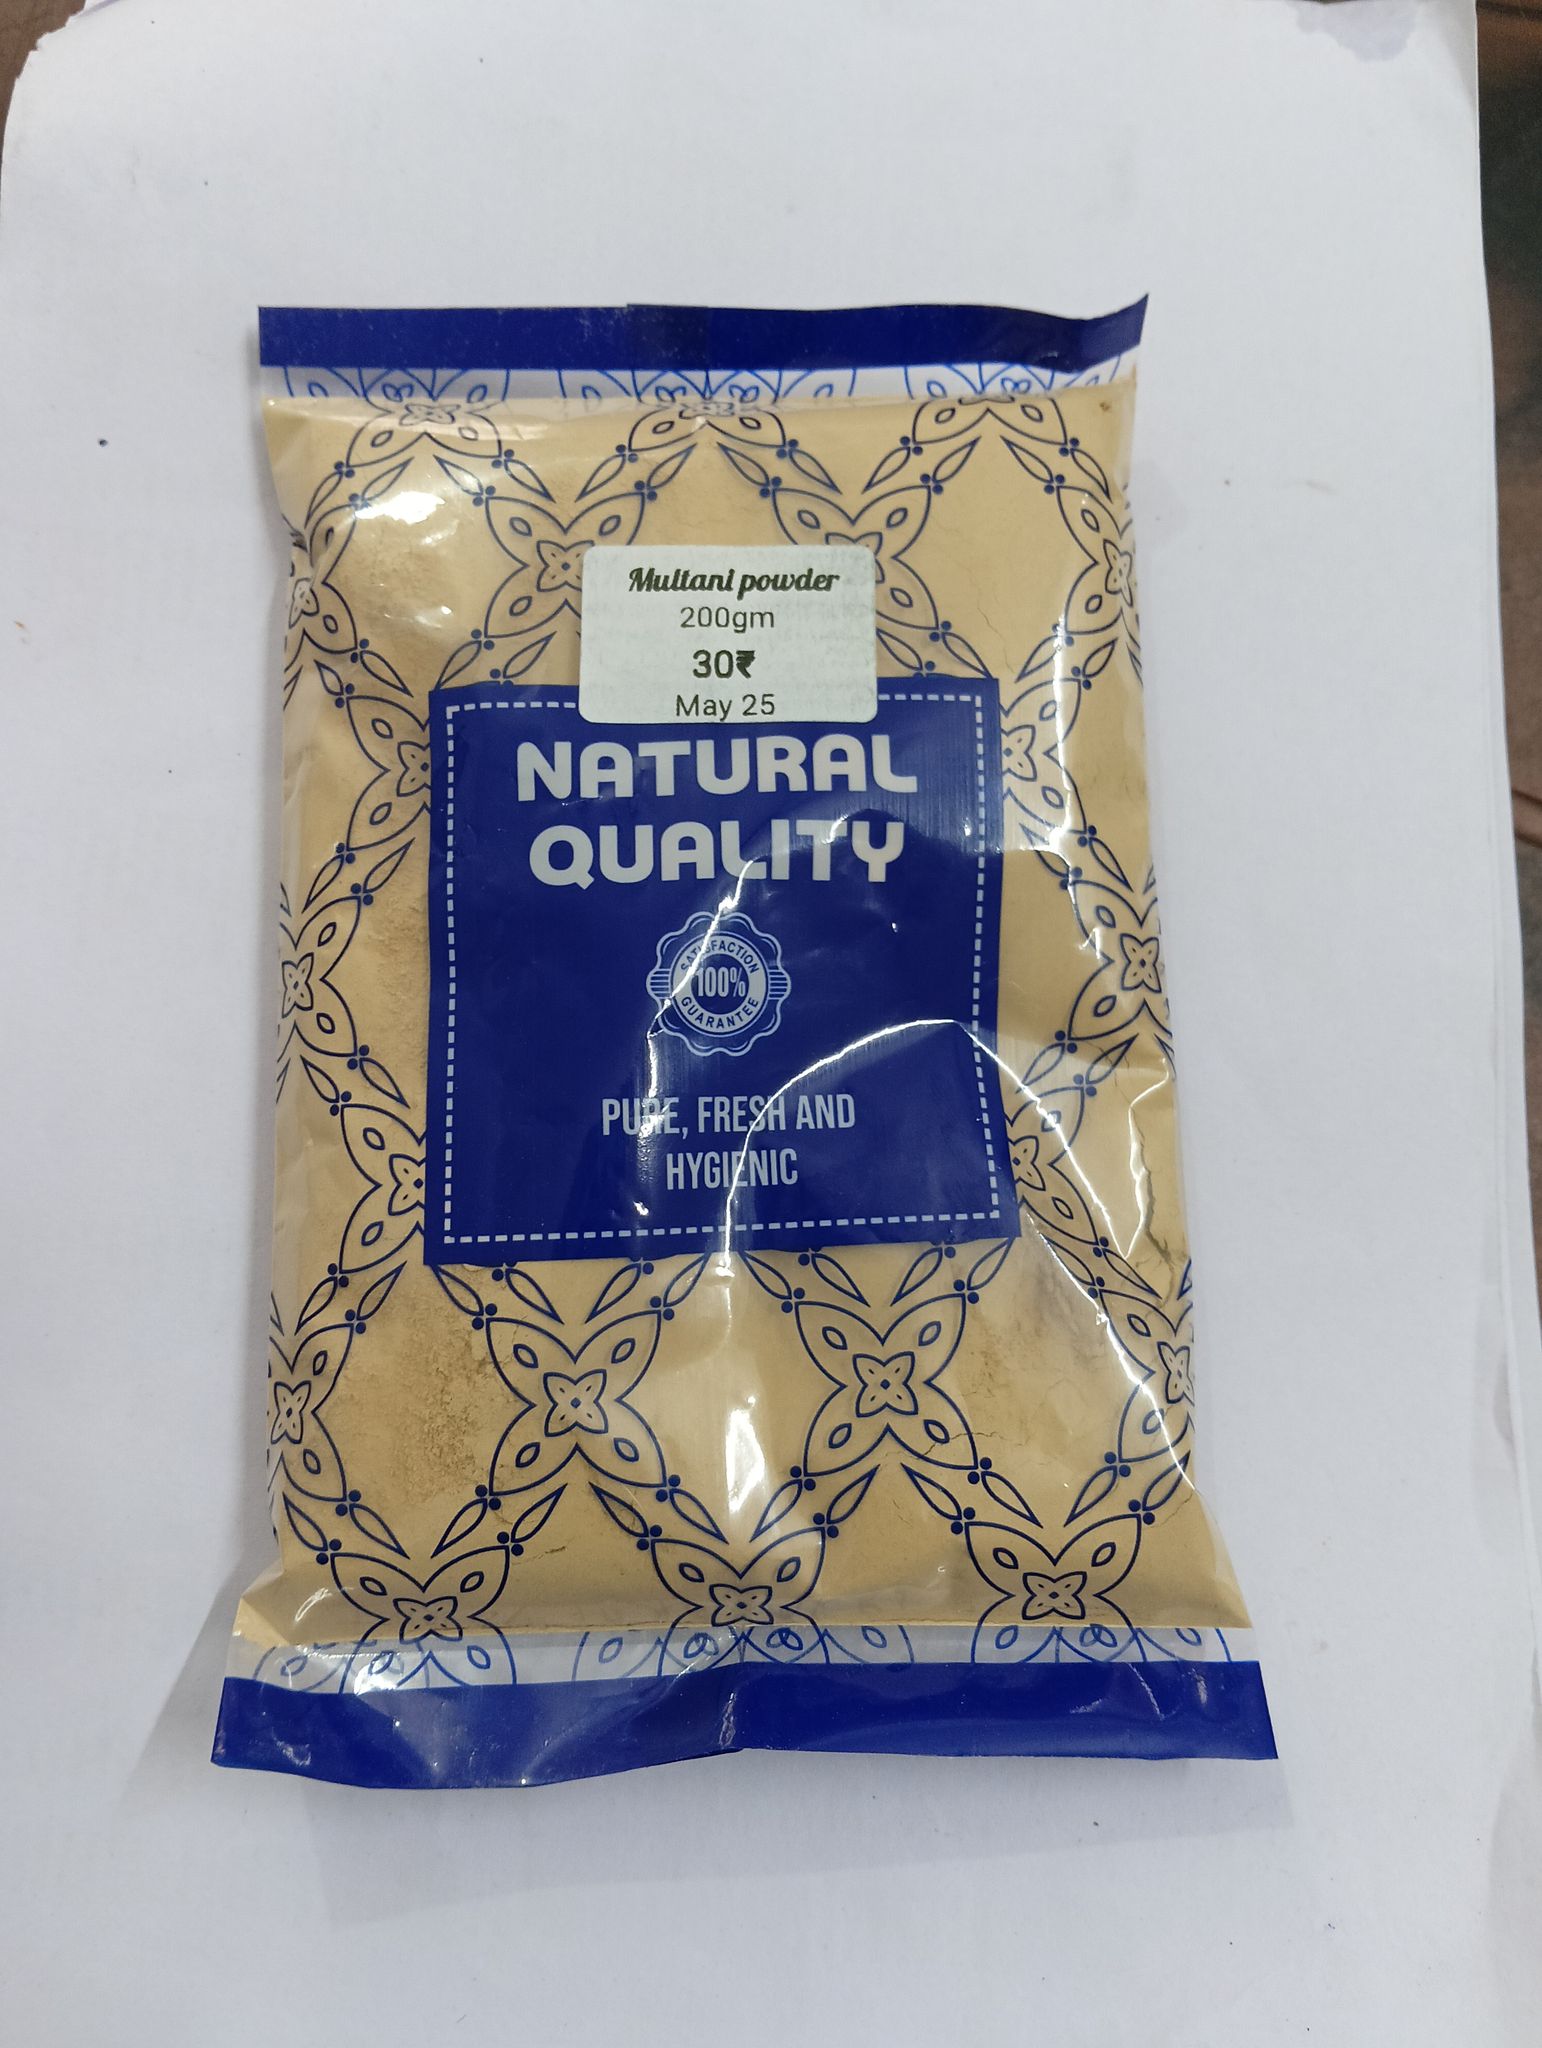 Multani powder
200gm
30₹
May 25
NATURAL
QUALITY
SATISFACTION
100%
GUARANTEE
PURE, FRESH AND
HYGIENIC